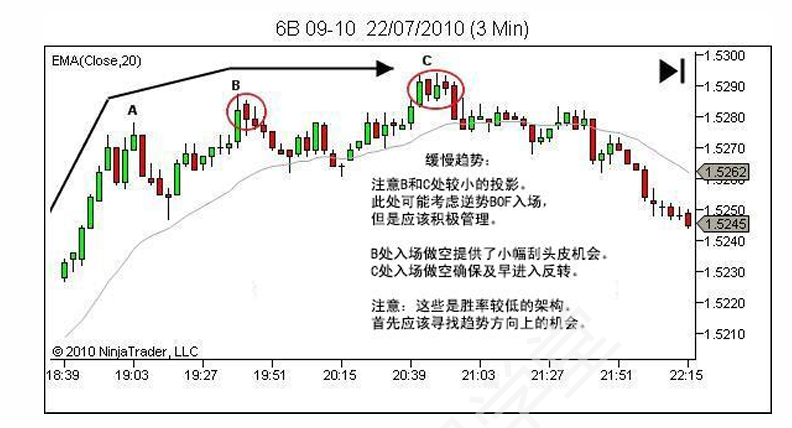 6B 09-10 22/07/2010 (3 Min)
EMA(Close,20)
A
B
C
1.5300
1.5290
1.5280
1.5270
1.5262
1.5260
1.5250
1.5245
1.5240
1.5230
1.5220
1.5210
缓慢趋势：
注意B和C处较小的投影。
此处可能考虑逆势BOF入场，
但是应该积极管理。
B处入场做空提供了小幅刮头皮机会。
C处入场做空确保及早进入反转。
注意：这些是胜率较低的架构。
首先应该寻找趋势方向上的机会。
© 2010 NinjaTrader, LLC
18:39 19:03 19:27 19:51 20:15 20:39 21:03 21:27 21:51 22:15